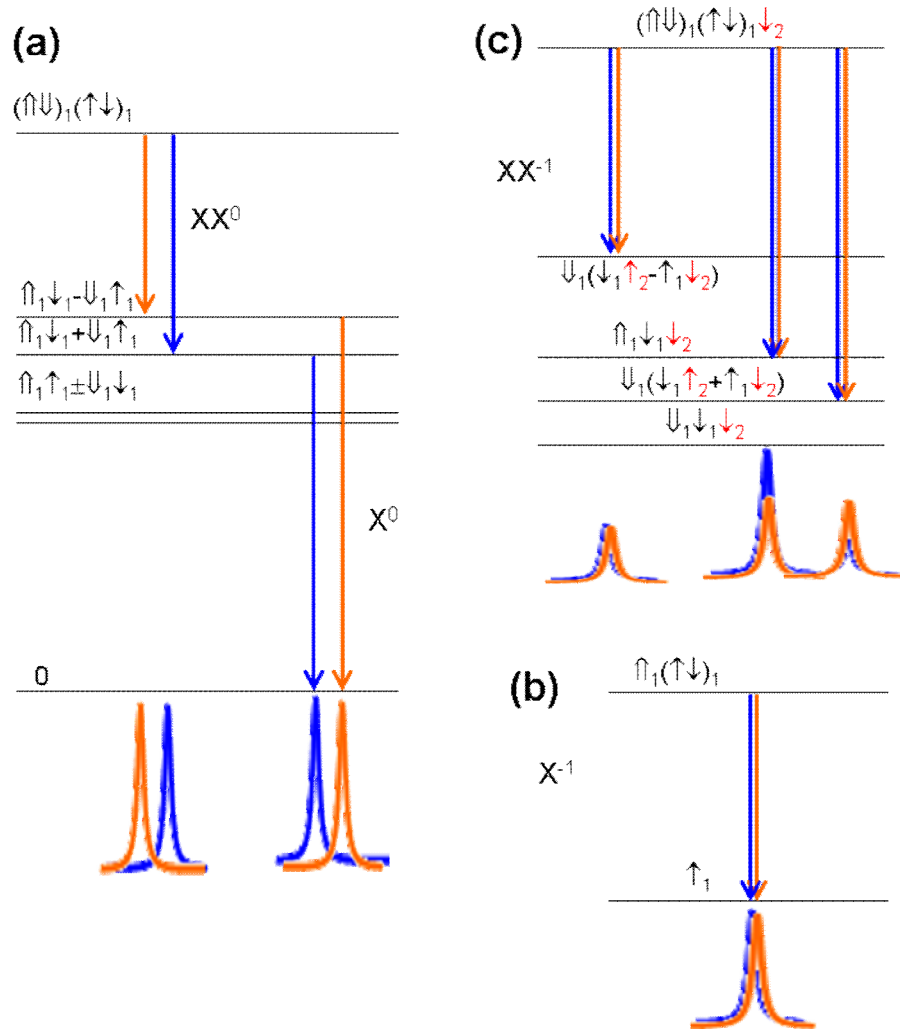 (a)
(⇑⇓)₁(↑↓)₁
XX⁰
⇑₁↓₁-⇓₁↑₁
⇑₁↓₁+⇓₁↑₁
⇑₁↑₁±⇓₁↓₁
X⁰
0
(c)
(⇑⇓)₁(↑↓)₁↓₂
XX⁻¹
⇓₁(↓₁↑₂-↑₁↓₂)
⇑₁↓₁↓₂
⇓₁(↓₁↑₂+↑₁↓₂)
⇓₁↓₁↓₂
(b)
⇑₁(↑↓)₁
X⁻¹
↑₁